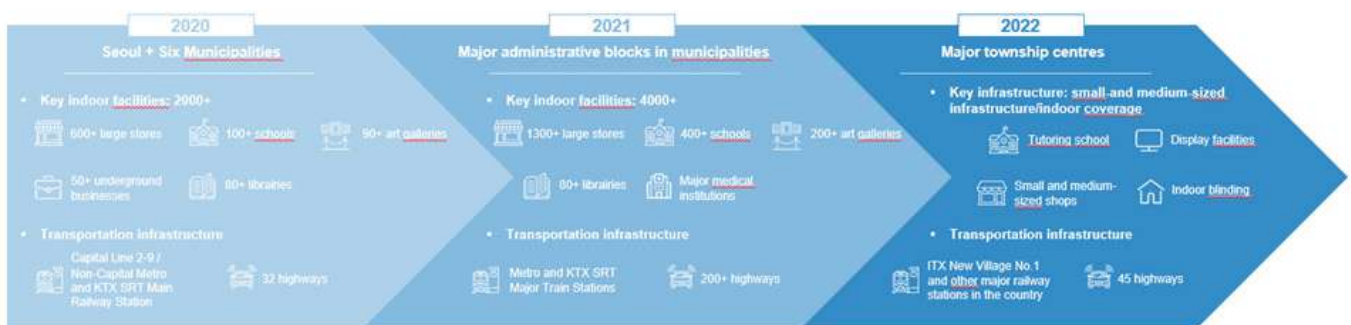 2020
Seoul + Six Municipalities
Key indoor facilities: 2000+
600+ large stores
100+ schools
90+ art galleries
50+ underground
businesses
80+ librairies
Transportation infrastructure
Capital Line 2-9 /
Non-Capital Metro
and KTX SRT Main
Railway Station
32 highways
2021
Major administrative blocks in municipalities
Key indoor facilities: 4000+
1300+ large stores
400+ schools
200+ art galleries
80+ librairies
Major medical
institutions
Transportation infrastructure
Metro and KTX SRT
Major Train Stations
200+ highways
2022
Major township centres
Key infrastructure: small-and medium-sized
infrastructure/indoor coverage
Tutoring school
Display facilities
Small and medium-
sized shops
Indoor blinding
Transportation infrastructure
ITX New Village No.1
and other major railway
stations in the country
45 highways